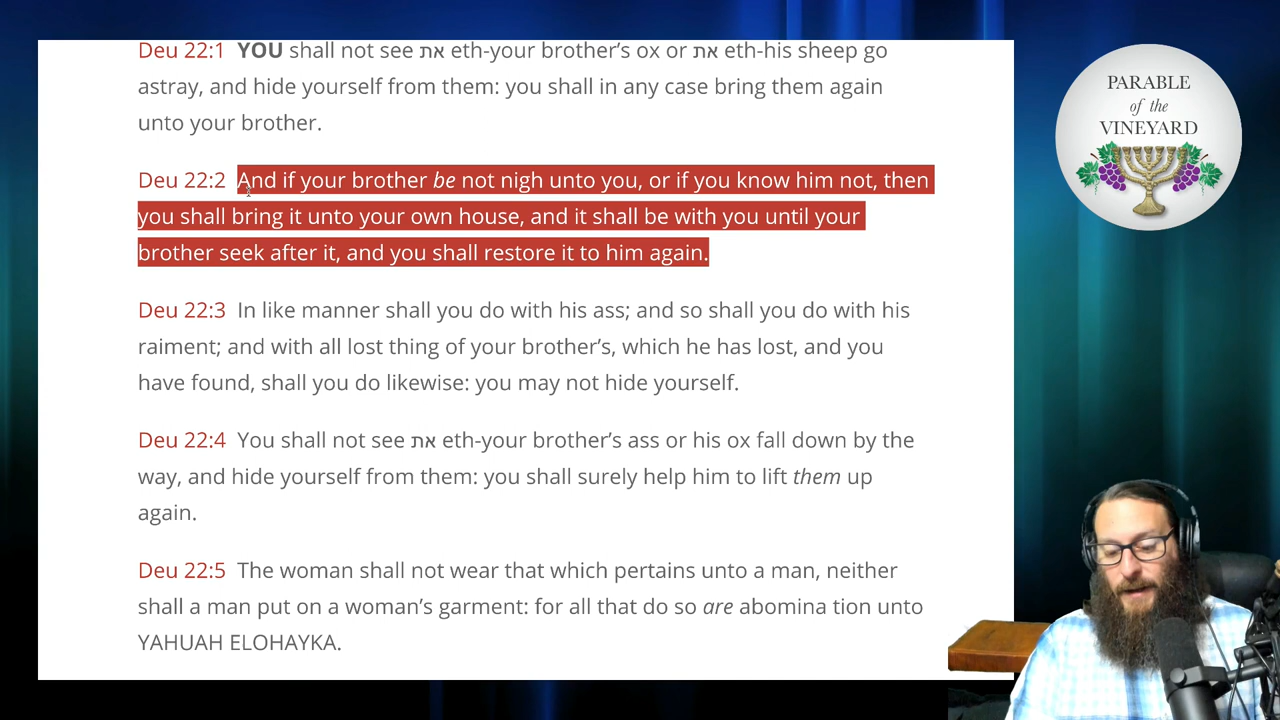 Deu 22:1 YOU shall not see את eth-your brother's ox or את eth-his sheep go
astray, and hide yourself from them: you shall in any case bring them again
unto your brother.
Deu 22:2 And if your brother be not nigh unto you, or if you know him not, then
you shall bring it unto your own house, and it shall be with you until your
brother seek after it, and you shall restore it to him again.
Deu 22:3 In like manner shall you do with his ass; and so shall you do with his
raiment; and with all lost thing of your brother's, which he has lost, and you
have found, shall you do likewise: you may not hide yourself.
Deu 22:4 You shall not see את eth-your brother's ass or his ox fall down by the
way, and hide yourself from them: you shall surely help him to lift them up
again.
Deu 22:5 The woman shall not wear that which pertains unto a man, neither
shall a man put on a woman's garment: for all that do so are abomina tion unto
YAHUAH ELOHAYKA.
PARABLE
of the
VINEYARD